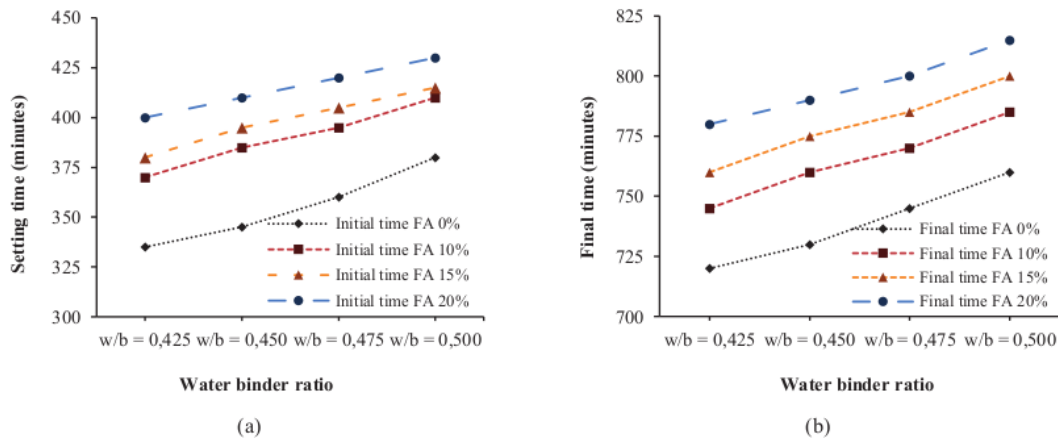 450
425
400
375
350
325
300
Setting time (minutes)
Initial time FA 0%
Initial time FA 10%
Initial time FA 15%
Initial time FA 20%
w/b = 0,425 w/b = 0,450 w/b = 0,475 w/b = 0,500
Water binder ratio
(a)
825
800
775
750
725
700
Final time (minutes)
Final time FA 0%
Final time FA 10%
Final time FA 15%
Final time FA 20%
w/b = 0,425 w/b = 0,450 w/b = 0,475 w/b = 0,500
Water binder ratio
(b)